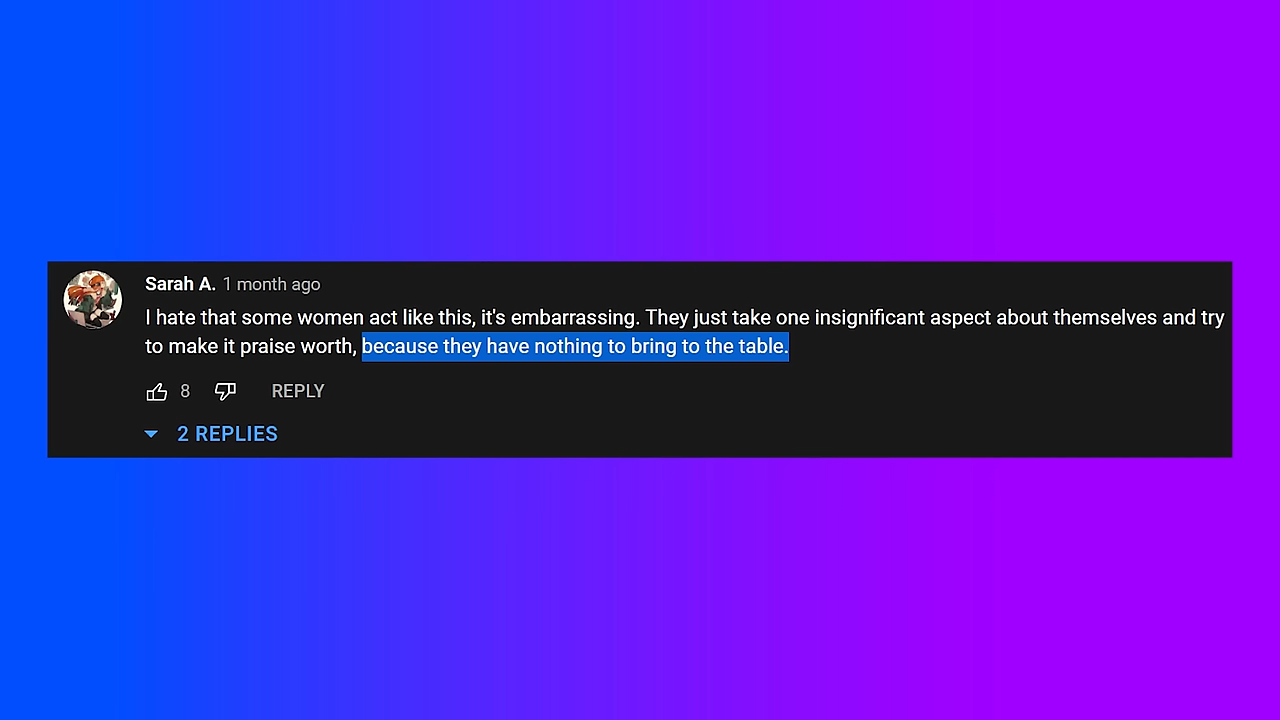 Sarah A. 1 month ago
I hate that some women act like this, it's embarrassing. They just take one insignificant aspect about themselves and try
to make it praise worth, because they have nothing to bring to the table.
8 REPLY
2 REPLIES